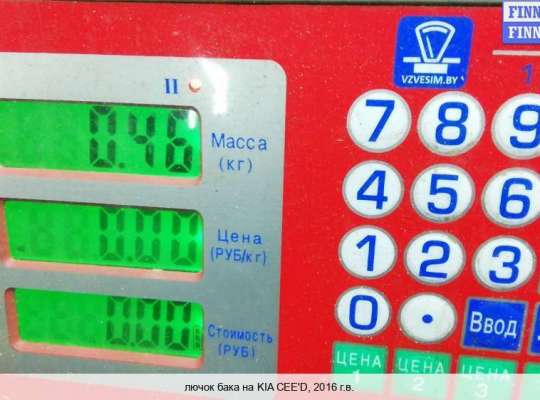 FINN
FINN
VZVESIM.BY
1
II
0.46
Масса
(кг)
7 8 9
4 5 6
0.00
Цена
(РУБ/кг)
1 2 3
0.00
Стоимость
(РУБ)
0 . Ввод
ЦЕНА 1 ЦЕНА 2 ЦЕНА 3
лючок бака на KIA CEE'D, 2016 г.в.